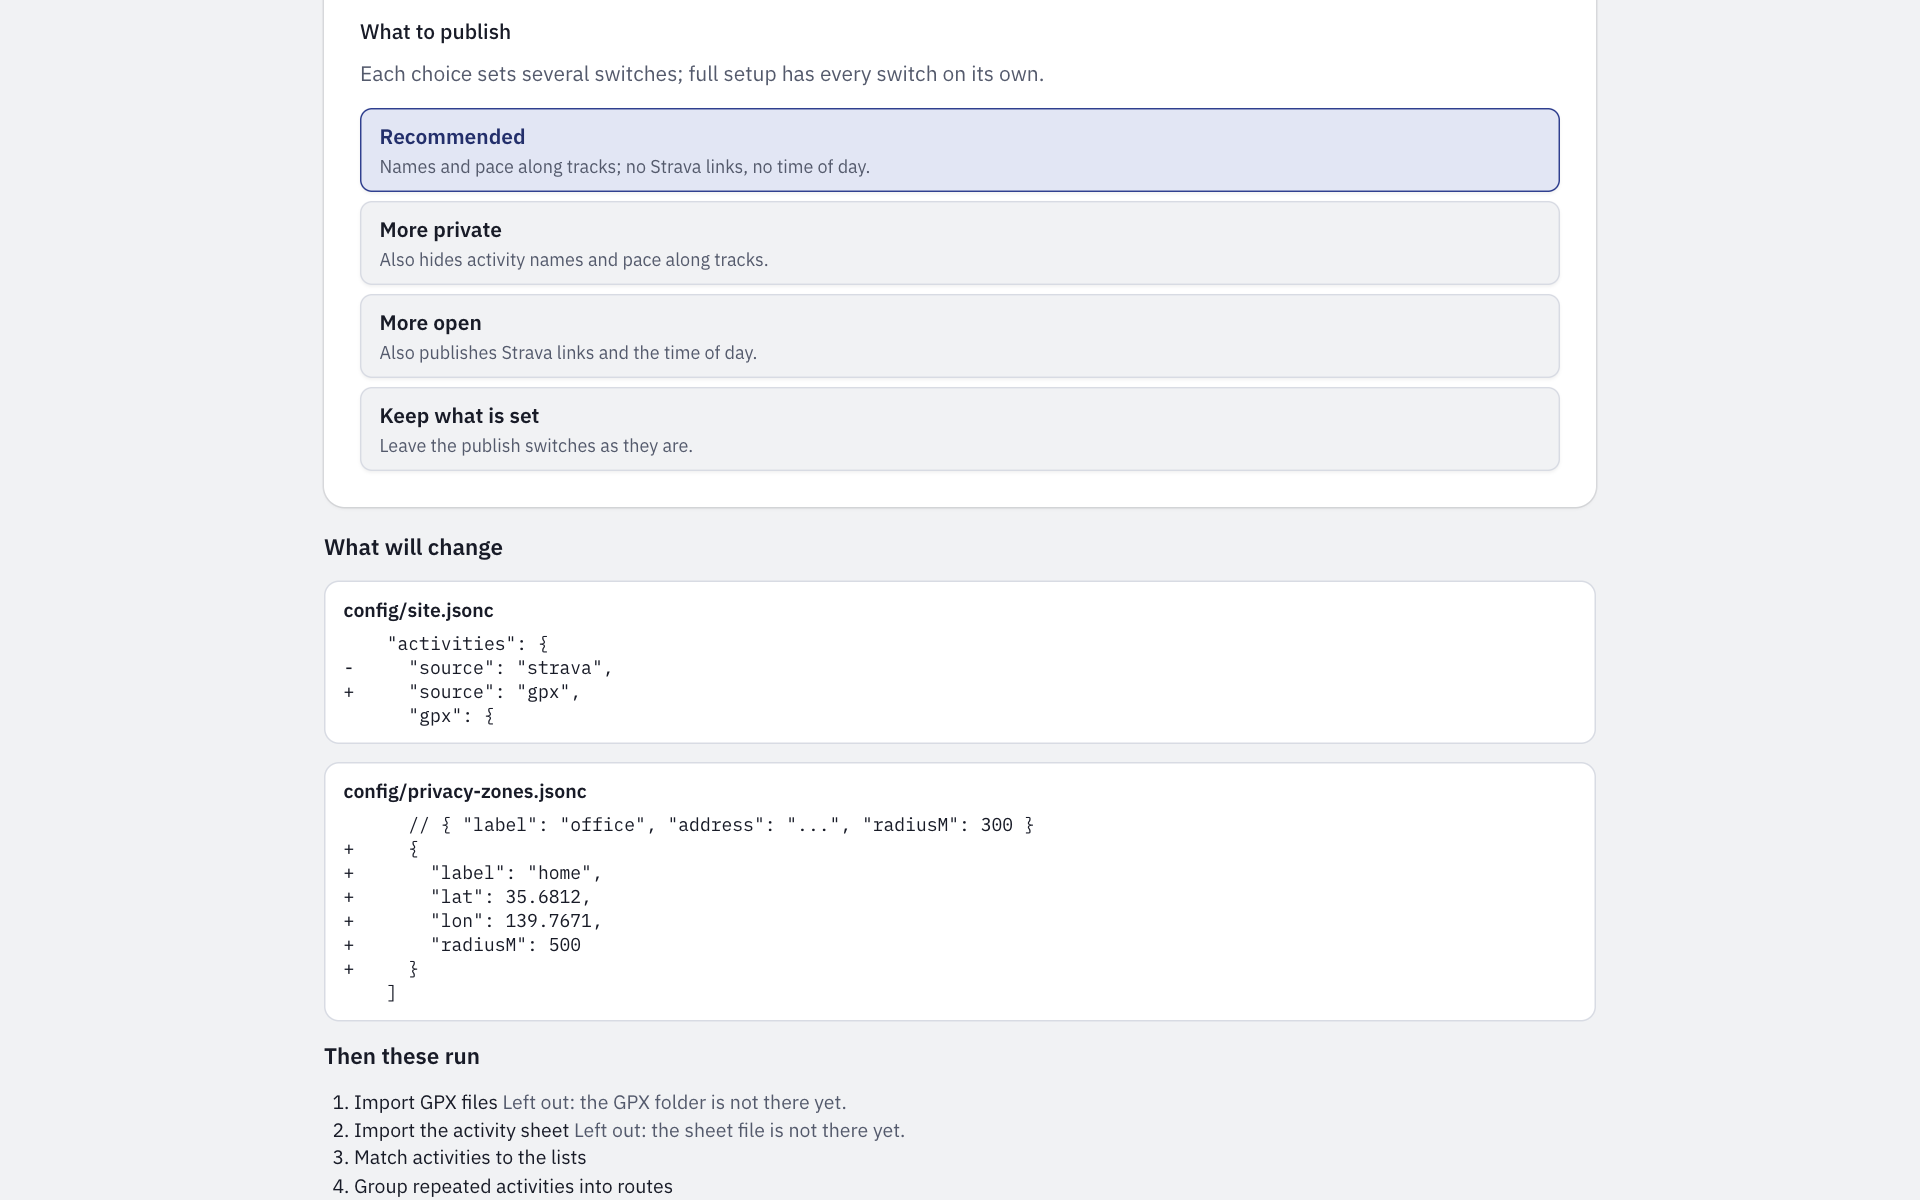 What to publish
Each choice sets several switches; full setup has every switch on its own.
Recommended
Names and pace along tracks; no Strava links, no time of day.
More private
Also hides activity names and pace along tracks.
More open
Also publishes Strava links and the time of day.
Keep what is set
Leave the publish switches as they are.
What will change
config/site.jsonc
    "activities": {
-     "source": "strava",
+     "source": "gpx",
      "gpx": {
config/privacy-zones.jsonc
      // { "label": "office", "address": "...", "radiusM": 300 }
+     {
+       "label": "home",
+       "lat": 35.6812,
+       "lon": 139.7671,
+       "radiusM": 500
+     }
    ]
Then these run
1. Import GPX files Left out: the GPX folder is not there yet.
2. Import the activity sheet Left out: the sheet file is not there yet.
3. Match activities to the lists
4. Group repeated activities into routes